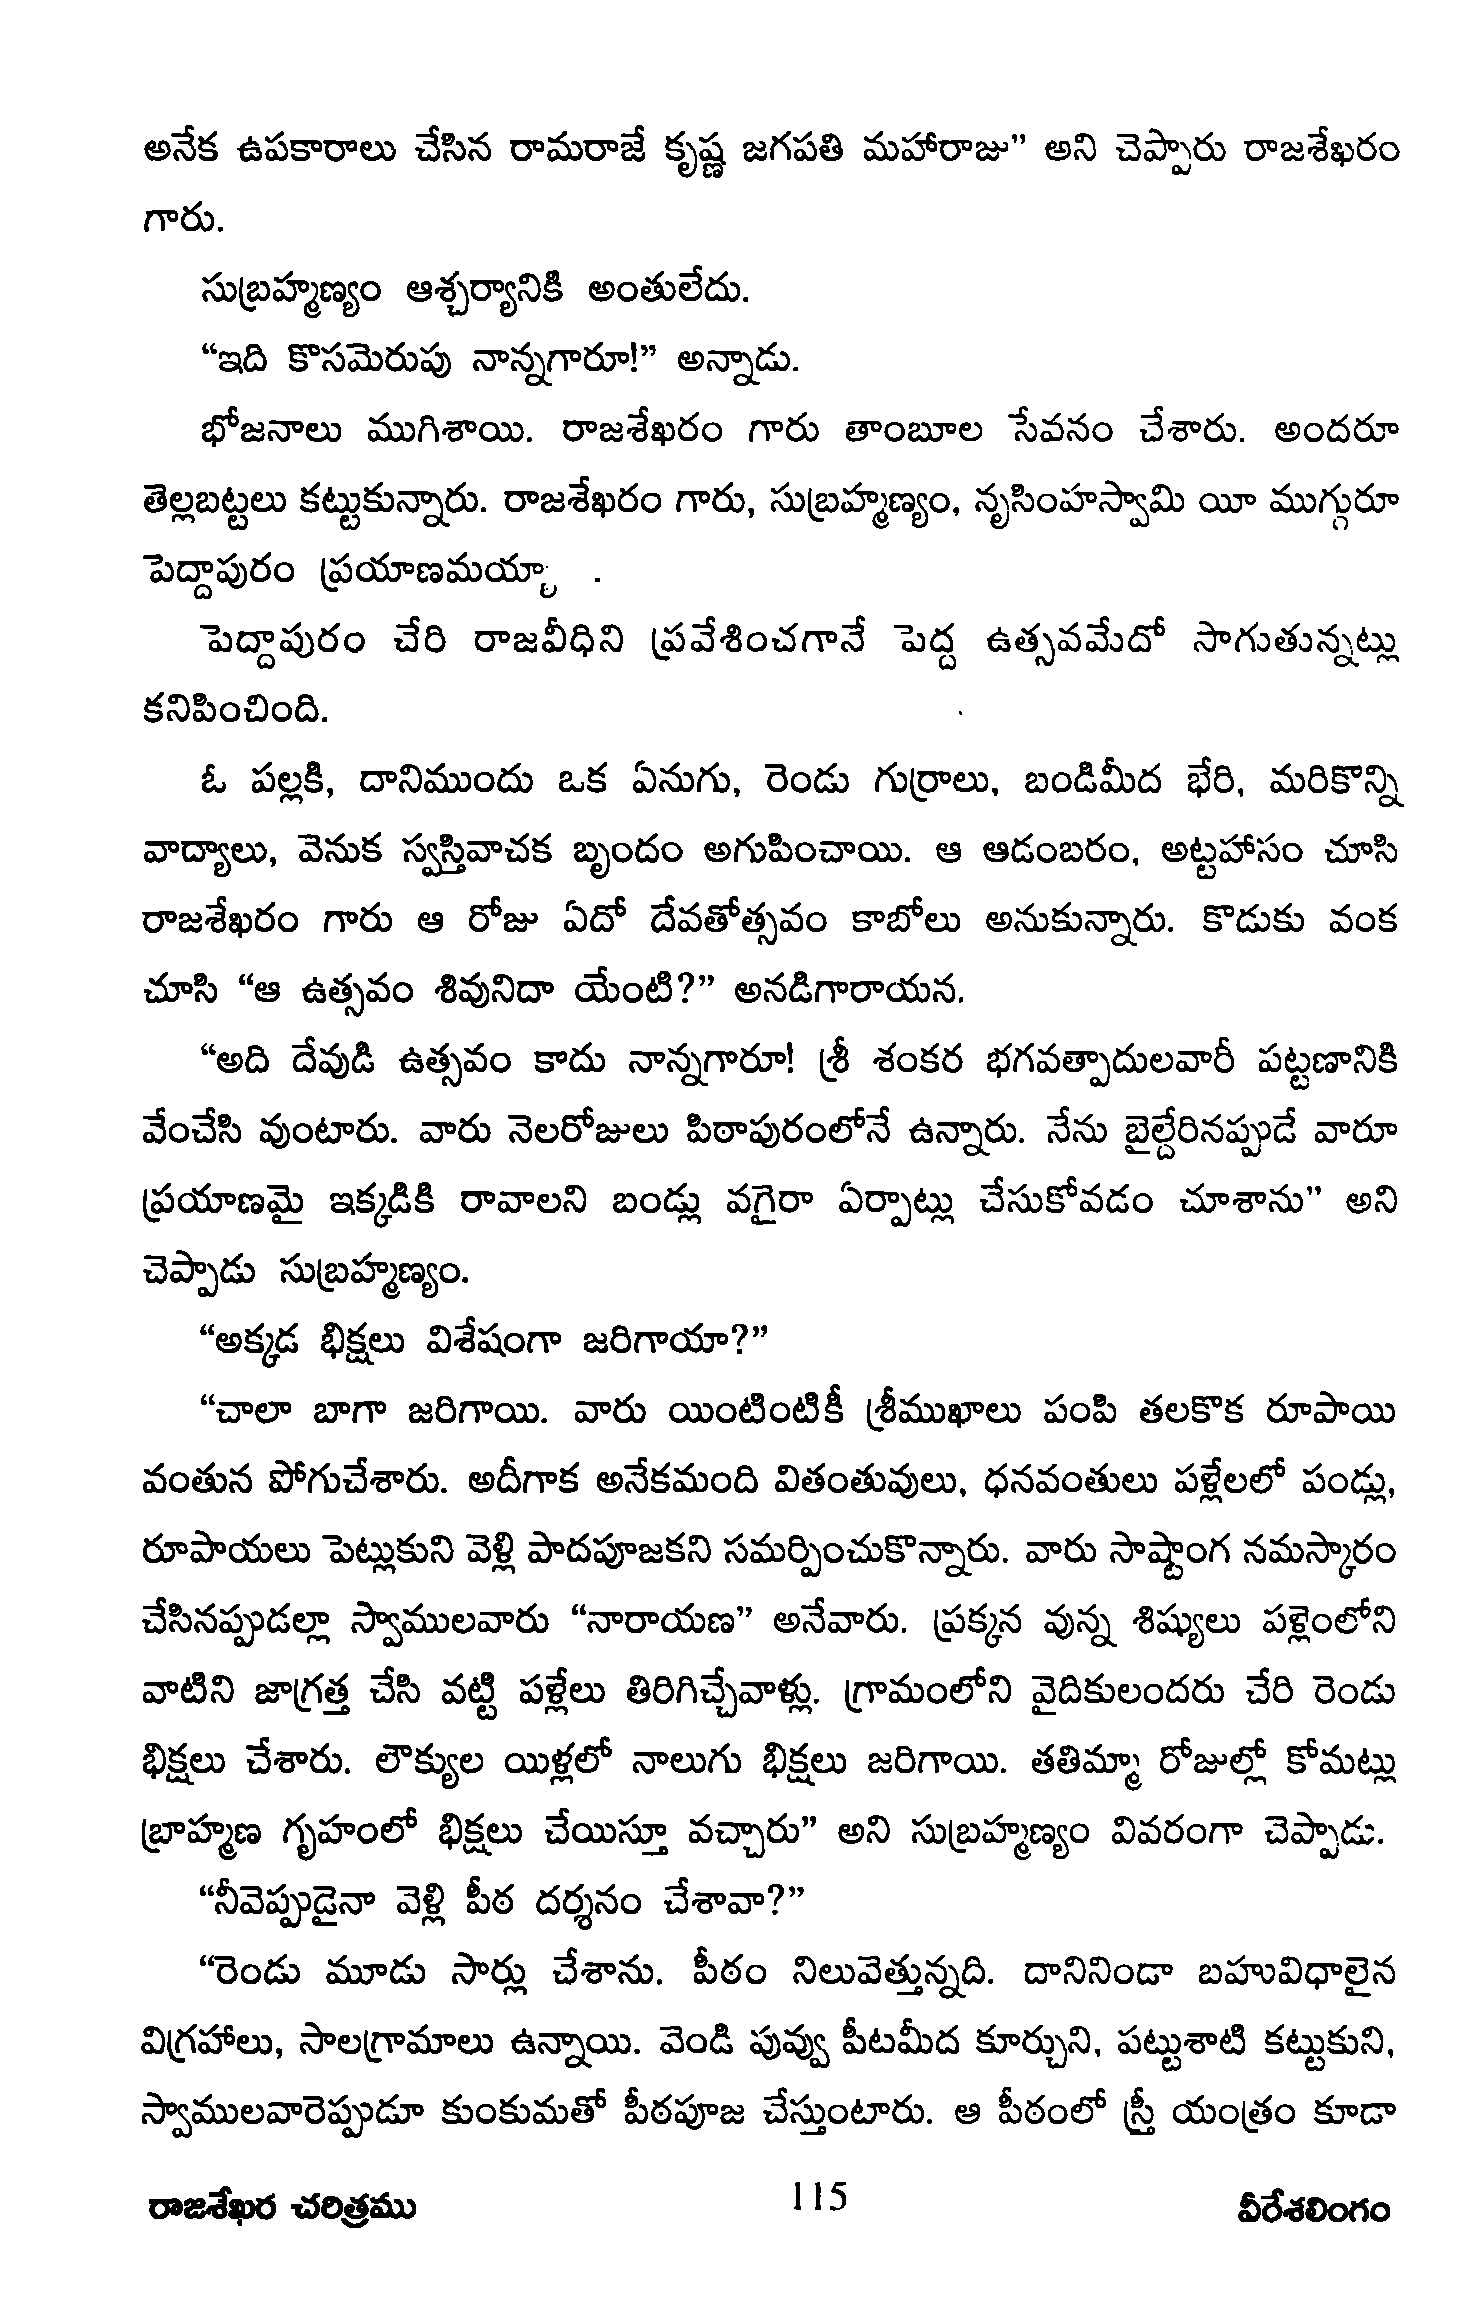 అనేక ఉపకారాలు చేసిన రామరాజే కృష్ణ జగపతి మహారాజు” అని చెప్పారు రాజశేఖరం
గారు.
సుబ్రహ్మణ్యం ఆశ్చర్యానికి అంతులేదు.
“ఇది కొసమెరుపు నాన్నగారూ!” అన్నాడు.
భోజనాలు ముగిశాయి. రాజశేఖరం గారు తాంబూల సేవనం చేశారు. అందరూ
తెల్లబట్టలు కట్టుకున్నారు. రాజశేఖరం గారు, సుబ్రహ్మణ్యం, నృసింహస్వామి యీ ముగ్గురూ
పెద్దాపురం ప్రయాణమయ్యా .
పెద్దాపురం చేరి రాజవీధిని ప్రవేశించగానే పెద్ద ఉత్సవమేదో సాగుతున్నట్లు
కనిపించింది.
ఓ పల్లకి, దానిముందు ఒక ఏనుగు, రెండు గుర్రాలు, బండిమీద భేరి, మరికొన్ని
వాద్యాలు, వెనుక స్వస్తివాచక బృందం అగుపించాయి. ఆ ఆడంబరం, అట్టహాసం చూసి
రాజశేఖరం గారు ఆ రోజు ఏదో దేవతోత్సవం కాబోలు అనుకున్నారు. కొడుకు వంక
చూసి “ఆ ఉత్సవం శివునిదా యేంటి?” అనడిగారాయన.
“అది దేవుడి ఉత్సవం కాదు నాన్నగారూ! శ్రీ శంకర భగవత్పాదులవారీ పట్టణానికి
వేంచేసి వుంటారు. వారు నెలరోజులు పిఠాపురంలోనే ఉన్నారు. నేను బైల్దేరినప్పుడే వారూ
ప్రయాణమై ఇక్కడికి రావాలని బండ్లు వగైరా ఏర్పాట్లు చేసుకోవడం చూశాను” అని
చెప్పాడు సుబ్రహ్మణ్యం.
“అక్కడ భిక్షలు విశేషంగా జరిగాయా?”
“చాలా బాగా జరిగాయి. వారు యింటింటికీ శ్రీముఖాలు పంపి తలకొక రూపాయి
వంతున పోగుచేశారు. అదీగాక అనేకమంది వితంతువులు, ధనవంతులు పళ్లేలలో పండ్లు,
రూపాయలు పెట్లుకుని వెళ్లి పాదపూజకని సమర్పించుకొన్నారు. వారు సాష్టాంగ నమస్కారం
చేసినప్పుడల్లా స్వాములవారు “నారాయణ” అనేవారు. ప్రక్కన వున్న శిష్యులు పళ్లెంలోని
వాటిని జాగ్రత్త చేసి వట్టి పళ్లేలు తిరిగిచ్చేవాళ్లు. గ్రామంలోని వైదికులందరు చేరి రెండు
భిక్షలు చేశారు. లౌక్యుల యిళ్లలో నాలుగు భిక్షలు జరిగాయి. తతిమ్మా రోజుల్లో కోమట్లు
బ్రాహ్మణ గృహంలో భిక్షలు చేయిస్తూ వచ్చారు” అని సుబ్రహ్మణ్యం వివరంగా చెప్పాడు.
“నీవెప్పుడైనా వెళ్లి పీఠ దర్శనం చేశావా?”
“రెండు మూడు సార్లు చేశాను. పీఠం నిలువెత్తున్నది. దానినిండా బహువిధాలైన
విగ్రహాలు, సాలగ్రామాలు ఉన్నాయి. వెండి పువ్వు పీటమీద కూర్చుని, పట్టుశాటి కట్టుకుని,
స్వాములవారెప్పుడూ కుంకుమతో పీఠపూజ చేస్తుంటారు. ఆ పీఠంలో స్త్రీ యంత్రం కూడా
రాజశేఖర చరిత్రము 115 వీరేశలింగం